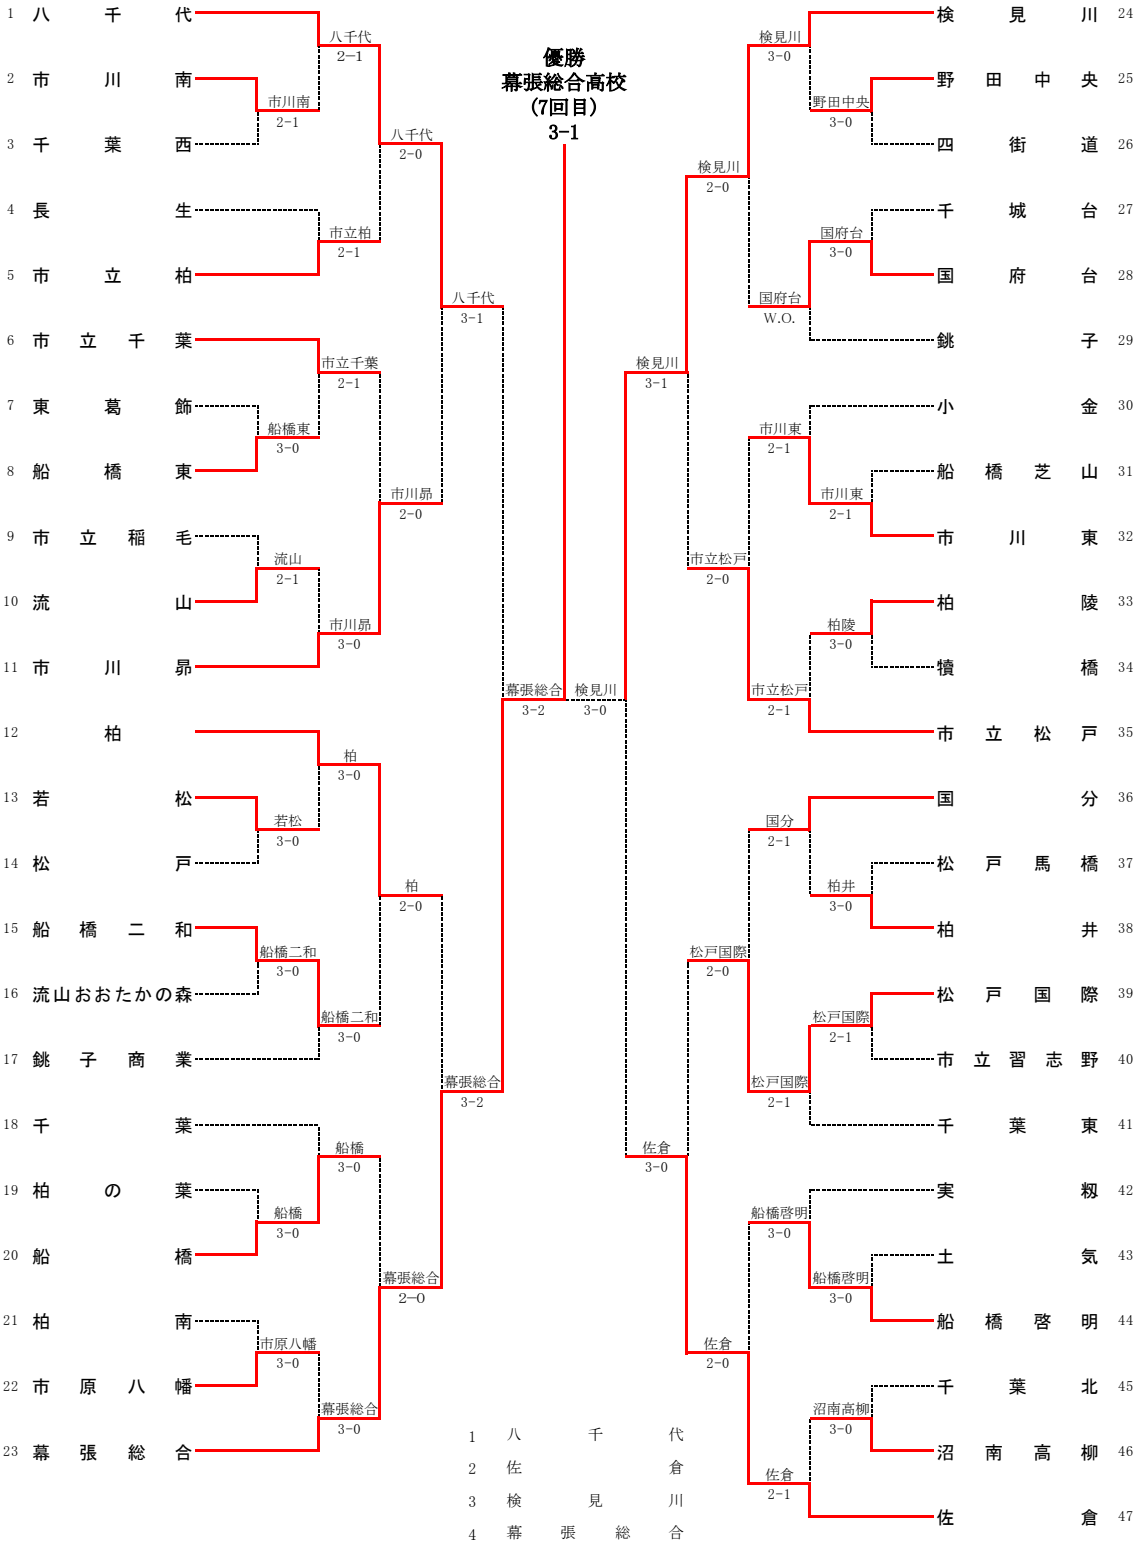 1 八千代
2 市川南
3 千葉西
4 長生
5 市立柏
6 市立千葉
7 東葛飾
8 船橋東
9 市立稲毛
10 流山
11 市川昴
12 柏
13 若松
14 松戸
15 船橋二和
16 流山おおたかの森
17 銚子商業
18 千葉
19 柏の葉
20 船橋
21 柏南
22 市原八幡
23 幕張総合
市川南
2-1
船橋東
3-0
流山
2-1
若松
3-0
船橋二和
3-0
船橋
3-0
市原八幡
3-0
八千代
2-1
市立柏
2-1
市立千葉
2-1
市川昴
3-0
柏
3-0
船橋二和
3-0
船橋
3-0
幕張総合
3-0
八千代
2-0
市川昴
2-0
柏
2-0
幕張総合
2-0
八千代
3-1
幕張総合
3-2
幕張総合
3-2
優勝
幕張総合高校
(7回目)
3-1
検見川
3-0
検見川
3-1
佐倉
3-0
検見川
2-0
市立松戸
2-0
松戸国際
2-0
佐倉
2-0
検見川
3-0
国府台
W.O.
市川東
2-1
市立松戸
2-1
国分
2-1
松戸国際
2-1
船橋啓明
3-0
佐倉
2-1
野田中央
3-0
国府台
3-0
市川東
2-1
柏陵
3-0
柏井
3-0
松戸国際
2-1
船橋啓明
3-0
沼南高柳
3-0
検見川 24
野田中央 25
四街道 26
千城台 27
国府台 28
銚子 29
小金 30
船橋芝山 31
市川東 32
柏陵 33
犢橋 34
市立松戸 35
国分 36
松戸馬橋 37
柏井 38
松戸国際 39
市立習志野 40
千葉東 41
実籾 42
土気 43
船橋啓明 44
千葉北 45
沼南高柳 46
佐倉 47
1 八千代
2 佐倉
3 検見川
4 幕張総合